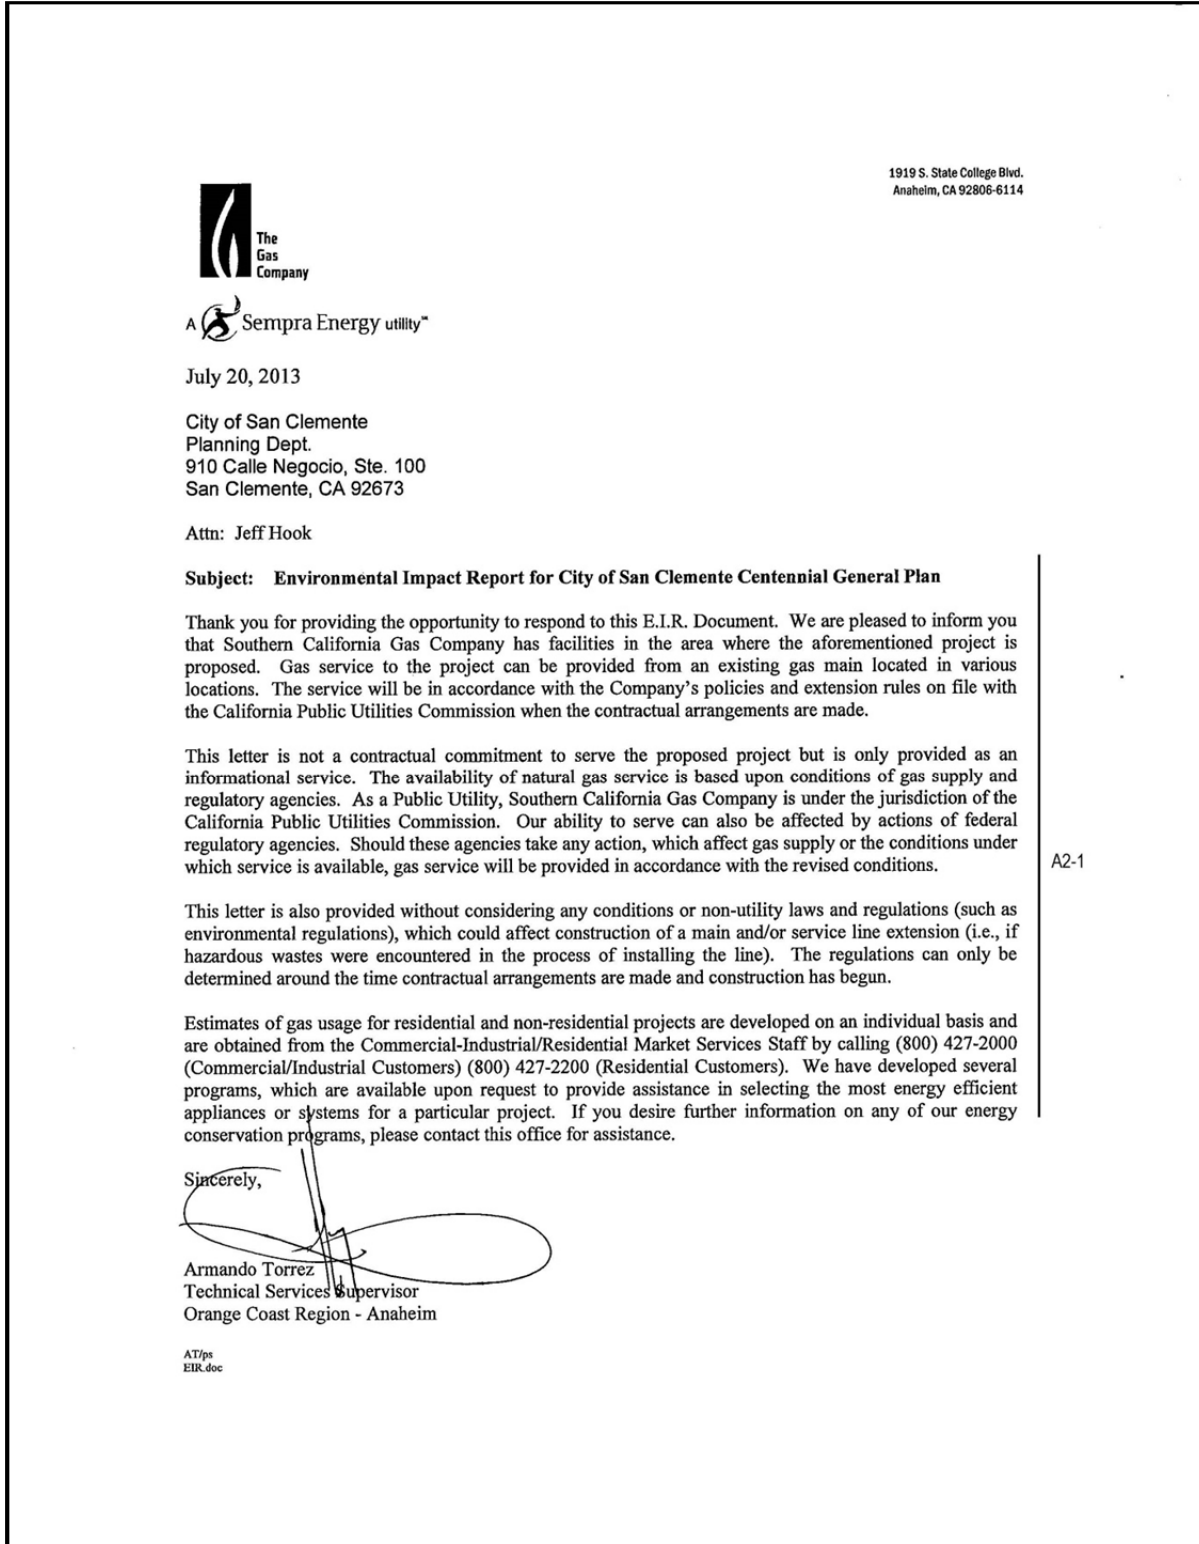 1919 S. State College Blvd.
Anaheim, CA 92806-6114
The
Gas
Company
A Sempra Energy utility℠
July 20, 2013
City of San Clemente
Planning Dept.
910 Calle Negocio, Ste. 100
San Clemente, CA 92673
Attn: Jeff Hook
Subject: Environmental Impact Report for City of San Clemente Centennial General Plan
Thank you for providing the opportunity to respond to this E.I.R. Document. We are pleased to inform you
that Southern California Gas Company has facilities in the area where the aforementioned project is
proposed. Gas service to the project can be provided from an existing gas main located in various
locations. The service will be in accordance with the Company's policies and extension rules on file with
the California Public Utilities Commission when the contractual arrangements are made.
This letter is not a contractual commitment to serve the proposed project but is only provided as an
informational service. The availability of natural gas service is based upon conditions of gas supply and
regulatory agencies. As a Public Utility, Southern California Gas Company is under the jurisdiction of the
California Public Utilities Commission. Our ability to serve can also be affected by actions of federal
regulatory agencies. Should these agencies take any action, which affect gas supply or the conditions under
which service is available, gas service will be provided in accordance with the revised conditions.
A2-1
This letter is also provided without considering any conditions or non-utility laws and regulations (such as
environmental regulations), which could affect construction of a main and/or service line extension (i.e., if
hazardous wastes were encountered in the process of installing the line). The regulations can only be
determined around the time contractual arrangements are made and construction has begun.
Estimates of gas usage for residential and non-residential projects are developed on an individual basis and
are obtained from the Commercial-Industrial/Residential Market Services Staff by calling (800) 427-2000
(Commercial/Industrial Customers) (800) 427-2200 (Residential Customers). We have developed several
programs, which are available upon request to provide assistance in selecting the most energy efficient
appliances or systems for a particular project. If you desire further information on any of our energy
conservation programs, please contact this office for assistance.
Sincerely,
Armando Torrez
Technical Services Supervisor
Orange Coast Region - Anaheim
AT/ps
EIR.doc